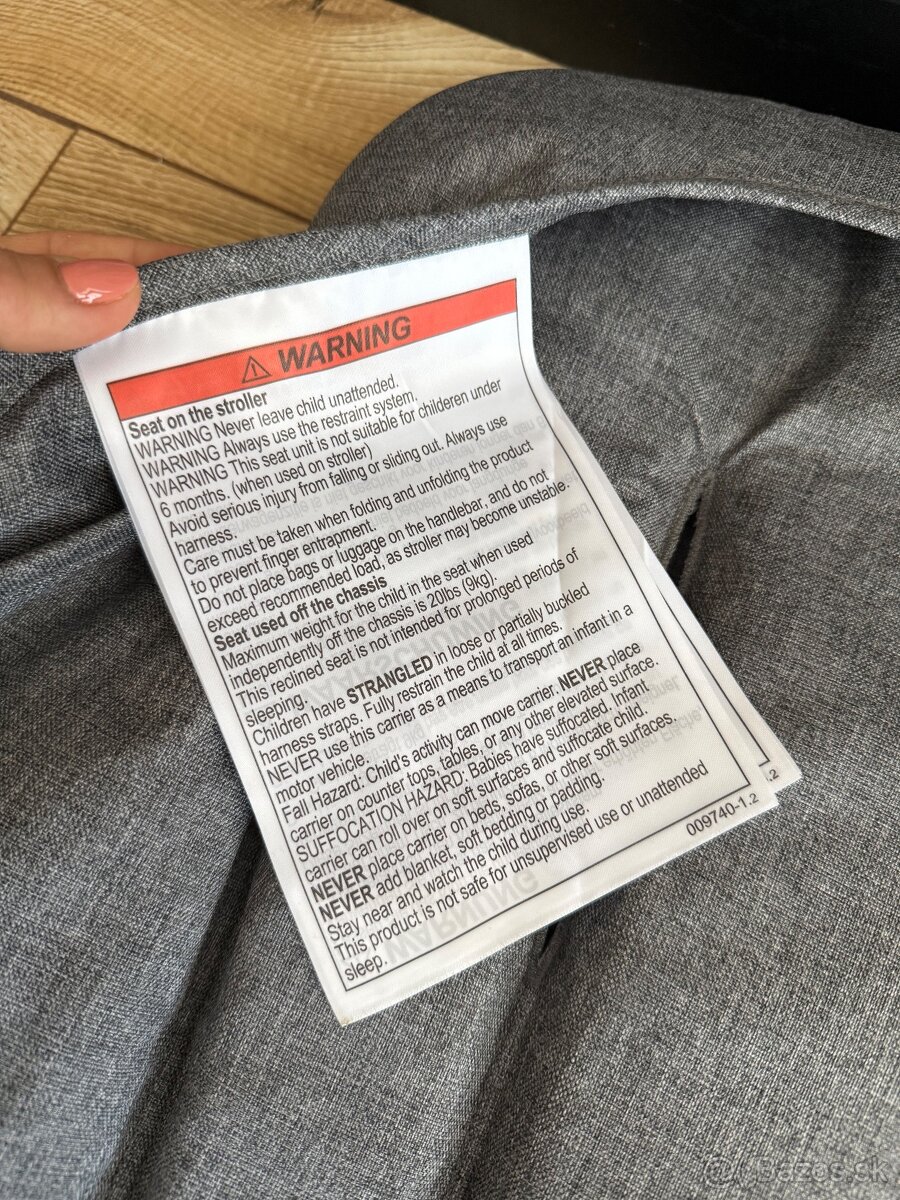 ⚠ WARNING
Seat on the stroller
WARNING Never leave child unattended.
WARNING Always use the restraint system.
WARNING This seat unit is not suitable for childeren under
6 months. (when used on stroller)
Avoid serious injury from falling or sliding out. Always use
harness.
Care must be taken when folding and unfolding the product
to prevent finger entrapment.
Do not place bags or luggage on the handlebar, and do not
exceed recommended load, as stroller may become unstable.
Seat used off the chassis
Maximum weight for the child in the seat when used
independently off the chassis is 20lbs (9kg).
This reclined seat is not intended for prolonged periods of
sleeping.
Children have STRANGLED in loose or partially buckled
harness straps. Fully restrain the child at all times.
NEVER use this carrier as a means to transport an infant in a
motor vehicle.
Fall Hazard: Child's activity can move carrier. NEVER place
carrier on counter tops, tables, or any other elevated surface.
SUFFOCATION HAZARD: Babies have suffocated. Infant
carrier can roll over on soft surfaces and suffocate child.
NEVER place carrier on beds, sofas, or other soft surfaces.
NEVER add blanket, soft bedding or padding.
Stay near and watch the child during use.
This product is not safe for unsupervised use or unattended
sleep.
009740-1.2
.2
Bazos.sk